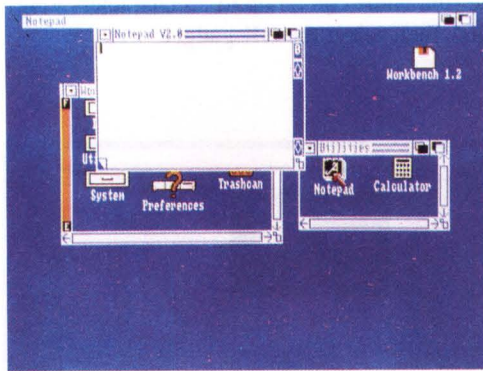 Notepad
Notepad V2.0
Workbench 1.2
Utilities
System
Preferences
Trashcan
Notepad
Calculator
F
E